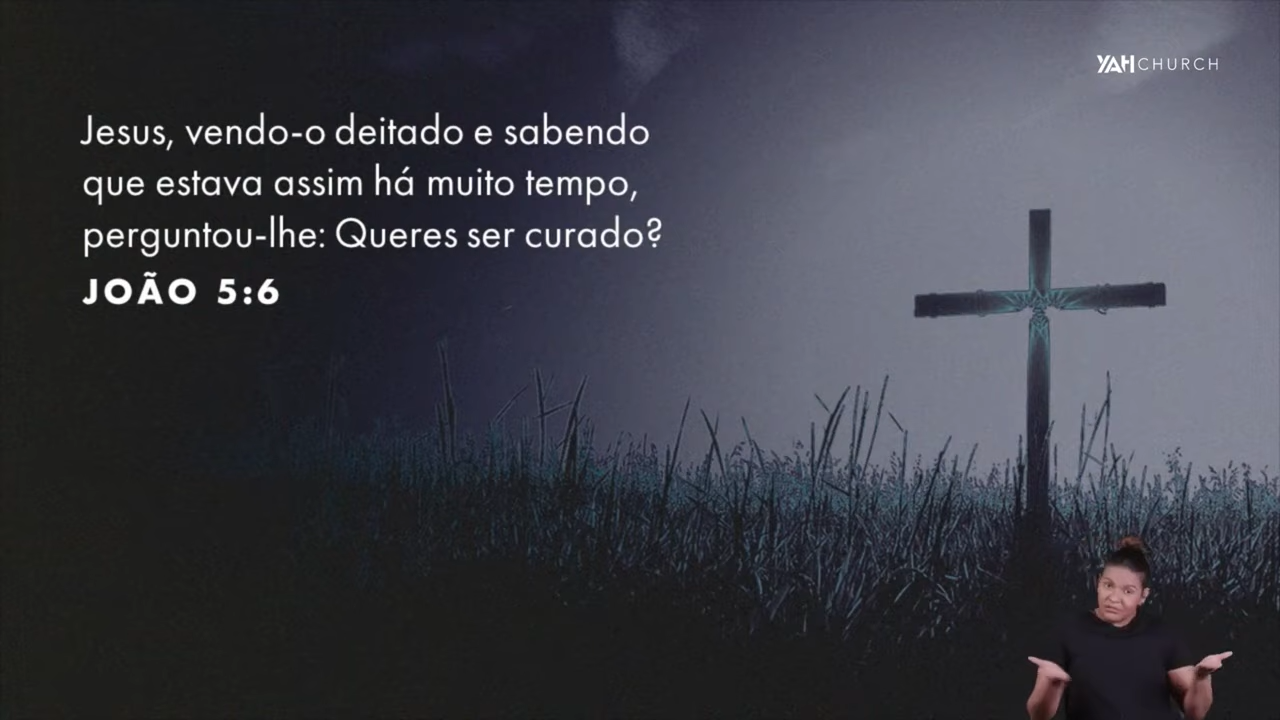 YAHCHURCH
Jesus, vendo-o deitado e sabendo
que estava assim há muito tempo,
perguntou-lhe: Queres ser curado?
JOÃO 5:6